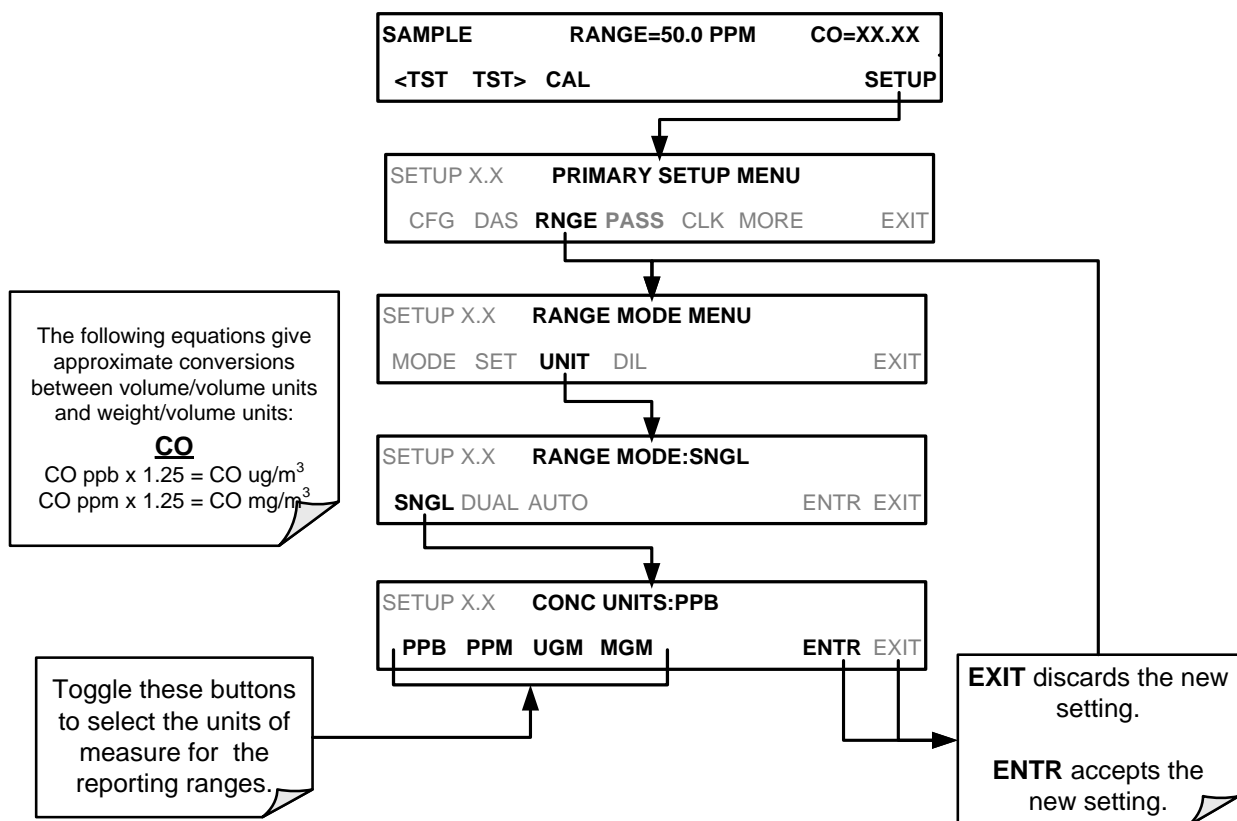 SAMPLE RANGE=50.0 PPM CO=XX.XX
<TST TST> CAL SETUP
SETUP X.X PRIMARY SETUP MENU
CFG DAS RNGE PASS CLK MORE EXIT
SETUP X.X RANGE MODE MENU
MODE SET UNIT DIL EXIT
The following equations give
approximate conversions
between volume/volume units
and weight/volume units:
CO
CO ppb x 1.25 = CO ug/m³
CO ppm x 1.25 = CO mg/m³
SETUP X.X RANGE MODE:SNGL
SNGL DUAL AUTO ENTR EXIT
SETUP X.X CONC UNITS:PPB
PPB PPM UGM MGM ENTR EXIT
Toggle these buttons
to select the units of
measure for the
reporting ranges.
EXIT discards the new
setting.
ENTR accepts the
new setting.